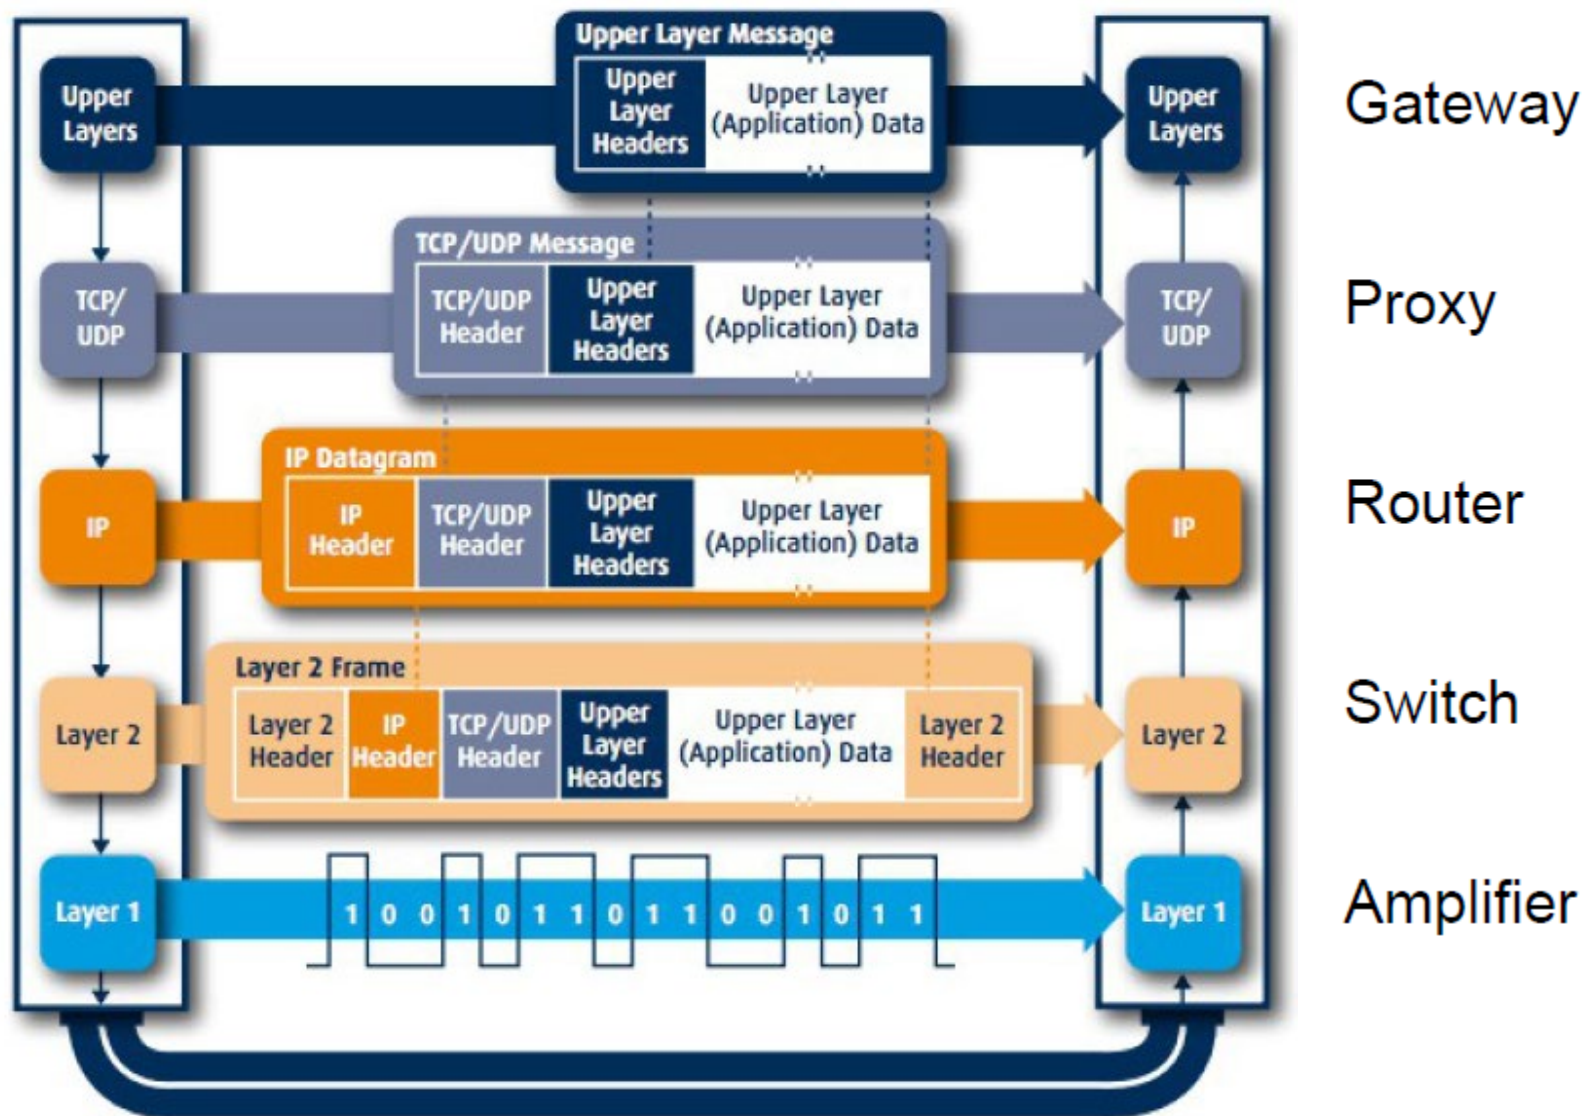 Upper Layer Message
Upper
Layers
Upper
Layer
Headers
Upper Layer
(Application) Data
Upper
Layers
Gateway
TCP/UDP Message
TCP/
UDP
TCP/UDP
Header
Upper
Layer
Headers
Upper Layer
(Application) Data
TCP/
UDP
Proxy
IP Datagram
IP
IP
Header
TCP/UDP
Header
Upper
Layer
Headers
Upper Layer
(Application) Data
IP
Router
Layer 2 Frame
Layer 2
Layer 2
Header
IP
Header
TCP/UDP
Header
Upper
Layer
Headers
Upper Layer
(Application) Data
Layer 2
Header
Layer 2
Switch
Layer 1
1 0 0 1 0 1 1 0 1 1 0 0 1 0 1 1
Layer 1
Amplifier